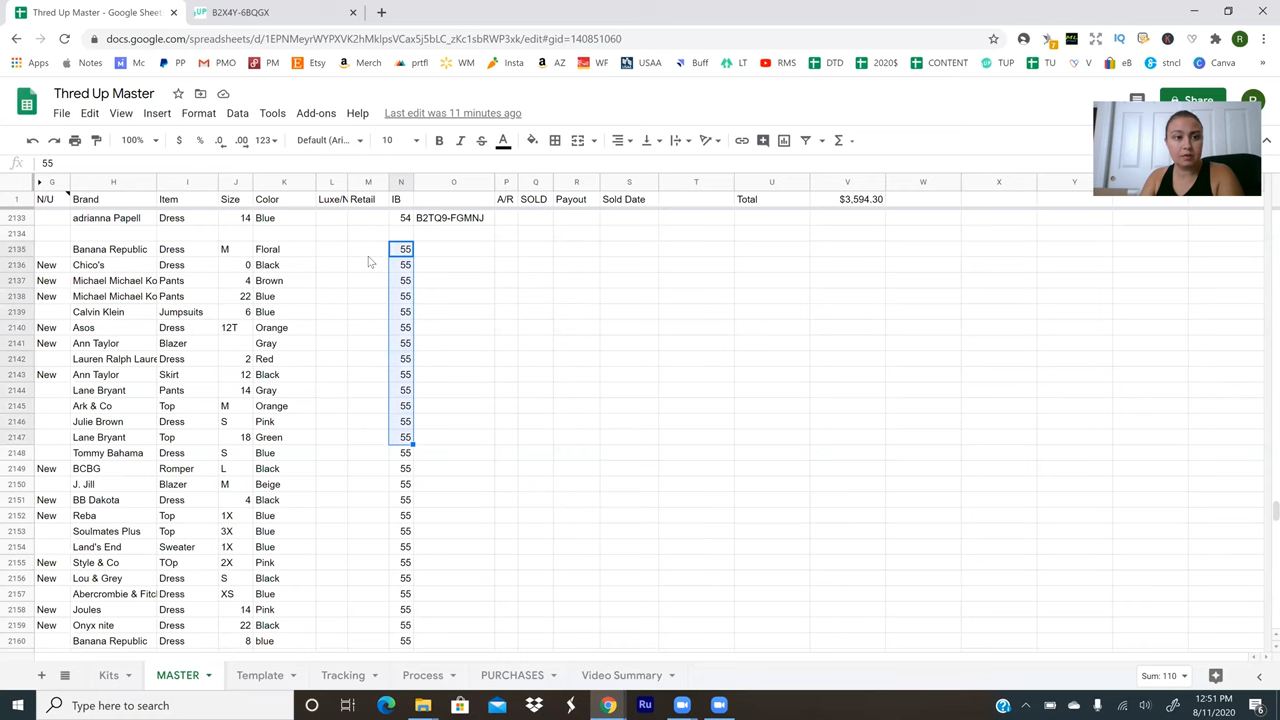 Thred Up Master - Google Sheets
B2X4Y-6BQGX
docs.google.com/spreadsheets/d/1EPNMeyrWYPXVK2hMklpsVCax5j5bLC_zKc1sbRWP3xk/edit#gid=140851060
Apps Notes Mc PP PMO PM Etsy Merch prtfl WM Insta AZ WF USAA Buff LT RMS DTD 2020$ CONTENT TUP TU V eB stncl Canva
Thred Up Master
File Edit View Insert Format Data Tools Add-ons Help Last edit was 11 minutes ago
Share
100% $ % .0 .00 123 Default (Ari... 10
fx 55
G H I J K L M N O P Q R S T U V W X Y
1 N/U Brand Item Size Color Luxe/N Retail IB A/R SOLD Payout Sold Date Total $3,594.30
2133 adrianna Papell Dress 14 Blue 54 B2TQ9-FGMNJ
2134
2135 Banana Republic Dress M Floral 55
2136 New Chico's Dress 0 Black 55
2137 New Michael Michael Ko Pants 4 Brown 55
2138 New Michael Michael Ko Pants 22 Blue 55
2139 Calvin Klein Jumpsuits 6 Blue 55
2140 New Asos Dress 12T Orange 55
2141 New Ann Taylor Blazer Gray 55
2142 Lauren Ralph Laure Dress 2 Red 55
2143 New Ann Taylor Skirt 12 Black 55
2144 Lane Bryant Pants 14 Gray 55
2145 Ark & Co Top M Orange 55
2146 Julie Brown Dress S Pink 55
2147 Lane Bryant Top 18 Green 55
2148 Tommy Bahama Dress S Blue 55
2149 New BCBG Romper L Black 55
2150 J. Jill Blazer M Beige 55
2151 New BB Dakota Dress 4 Black 55
2152 New Reba Top 1X Blue 55
2153 Soulmates Plus Top 3X Blue 55
2154 Land's End Sweater 1X Blue 55
2155 New Style & Co TOp 2X Pink 55
2156 New Lou & Grey Dress S Black 55
2157 Abercrombie & Fitc Dress XS Blue 55
2158 New Joules Dress 14 Pink 55
2159 New Onyx nite Dress 22 Black 55
2160 Banana Republic Dress 8 blue 55
Kits MASTER Template Tracking Process PURCHASES Video Summary Sum: 110
Type here to search
Ru
12:51 PM
8/11/2020